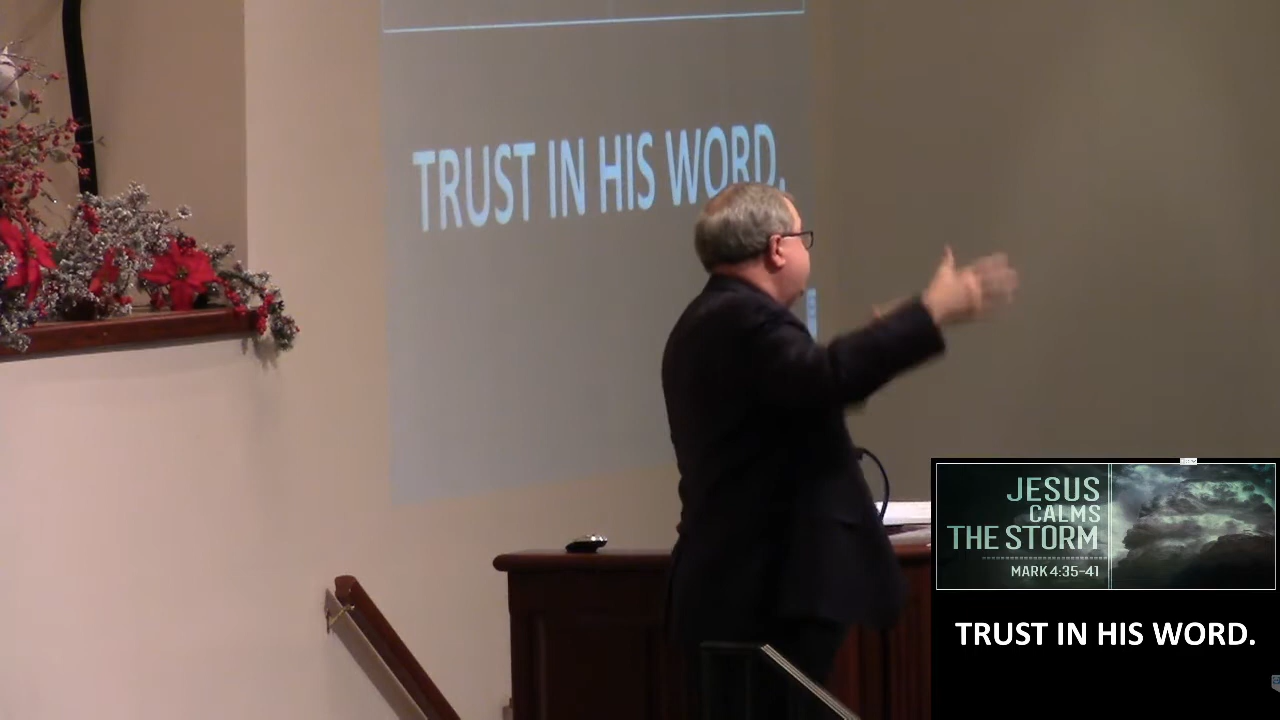 TRUST IN HIS WORD.
JESUS
CALMS
THE STORM
MARK 4:35-41
TRUST IN HIS WORD.